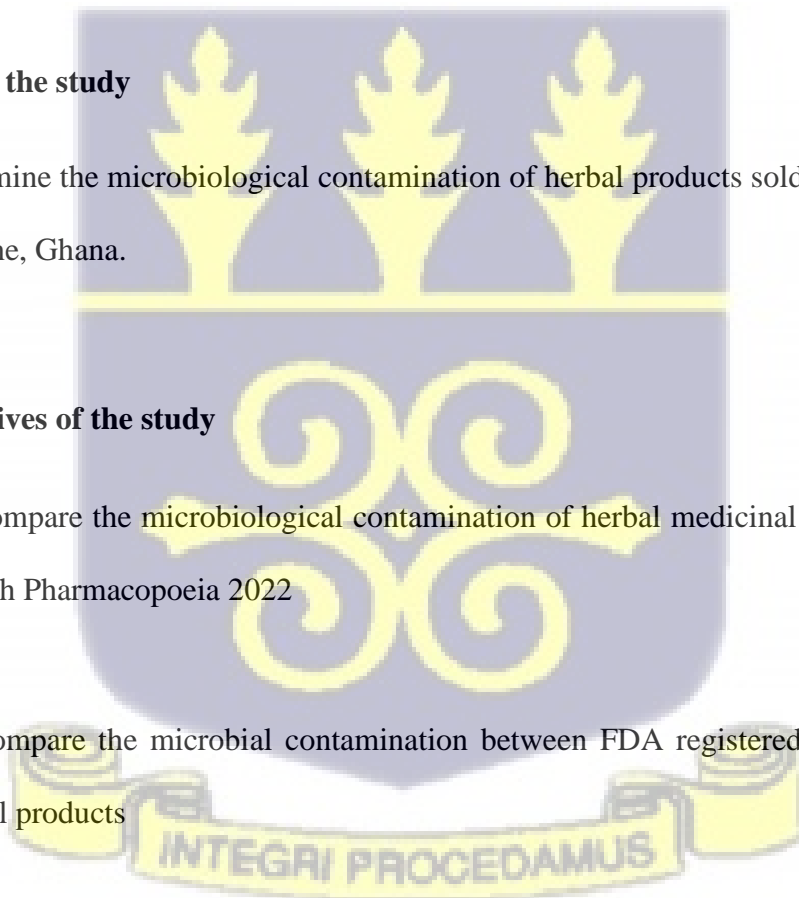 the study
mine the microbiological contamination of herbal products sold
ne, Ghana.
ives of the study
ompare the microbiological contamination of herbal medicinal
h Pharmacopoeia 2022
ompare the microbial contamination between FDA registered
l products
INTEGRI PROCEDAMUS